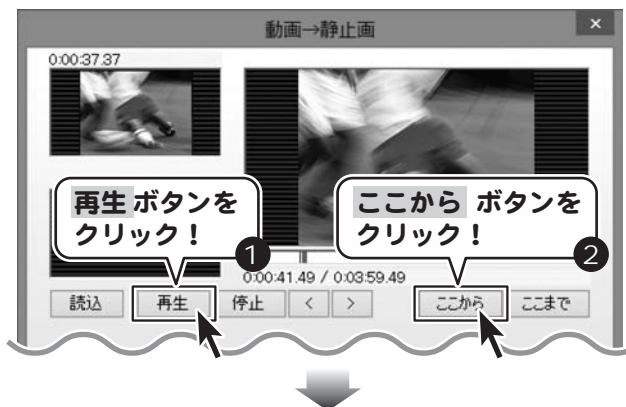 動画→静止画
×
0:00:37.37
再生 ボタンを
クリック！
1
ここから ボタンを
クリック！
2
0:00:41.49 / 0:03:59.49
読込 再生 停止 < > ここから ここまで